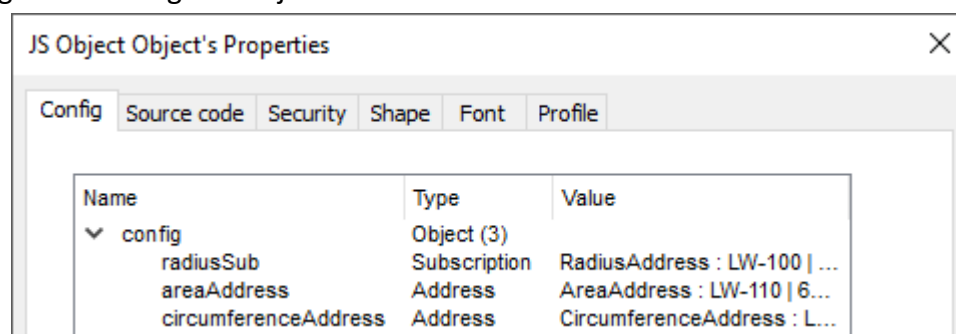 JS Object Object's Properties
Config Source code Security Shape Font Profile
Name Type Value
config Object (3)
radiusSub Subscription RadiusAddress : LW-100 | ...
areaAddress Address AreaAddress : LW-110 | 6...
circumferenceAddress Address CircumferenceAddress : L...